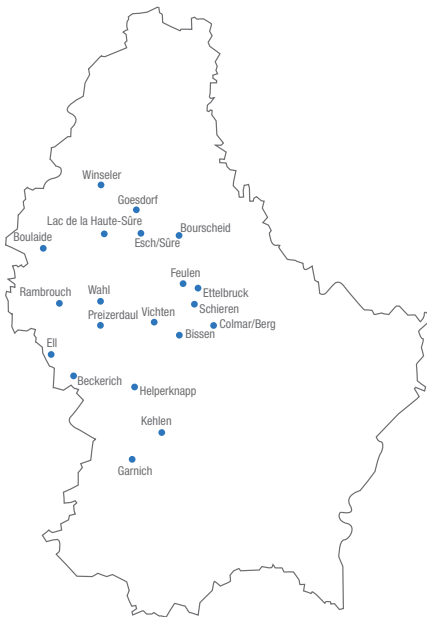 Winseler
Goesdorf
Lac de la Haute-Sûre
Bourscheid
Boulaide
Esch/Sûre
Feulen
Ettelbruck
Rambrouch
Wahl
Schieren
Preizerdaul
Vichten
Colmar/Berg
Bissen
Ell
Beckerich
Helperknapp
Kehlen
Garnich